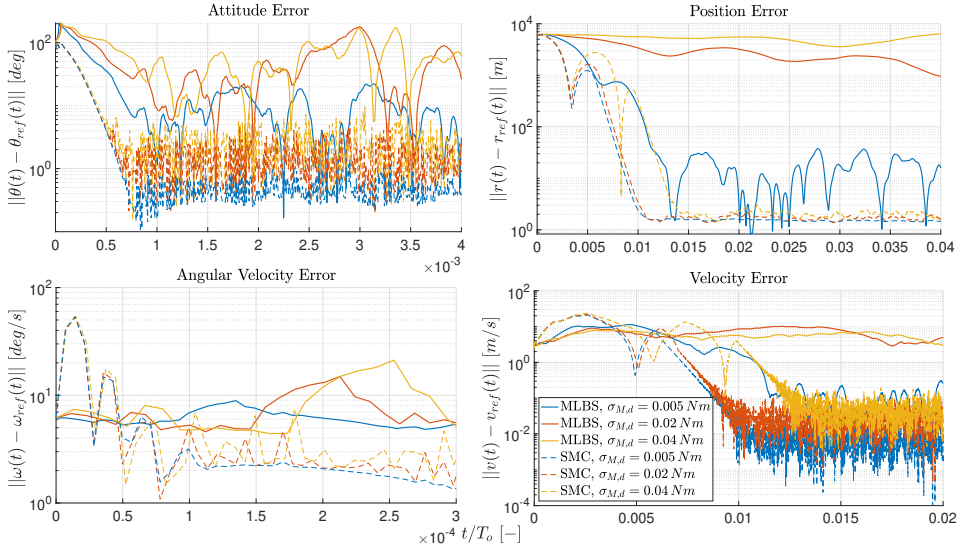 Attitude Error
||θ(t) − θ_ref(t)|| [deg]
10^2
10^0
0 0.5 1 1.5 2 2.5 3 3.5 4
×10^-3
Position Error
||r(t) − r_ref(t)|| [m]
10^4
10^2
10^0
0 0.005 0.01 0.015 0.02 0.025 0.03 0.035 0.04
Angular Velocity Error
||ω(t) − ω_ref(t)|| [deg/s]
10^2
10^1
10^0
0 0.5 1 1.5 2 2.5 3
×10^-4
t/T_o [−]
Velocity Error
||v(t) − v_ref(t)|| [m/s]
10^2
10^0
10^-2
10^-4
0 0.005 0.01 0.015 0.02
MLBS, σ_M,d = 0.005 Nm
MLBS, σ_M,d = 0.02 Nm
MLBS, σ_M,d = 0.04 Nm
SMC, σ_M,d = 0.005 Nm
SMC, σ_M,d = 0.02 Nm
SMC, σ_M,d = 0.04 Nm